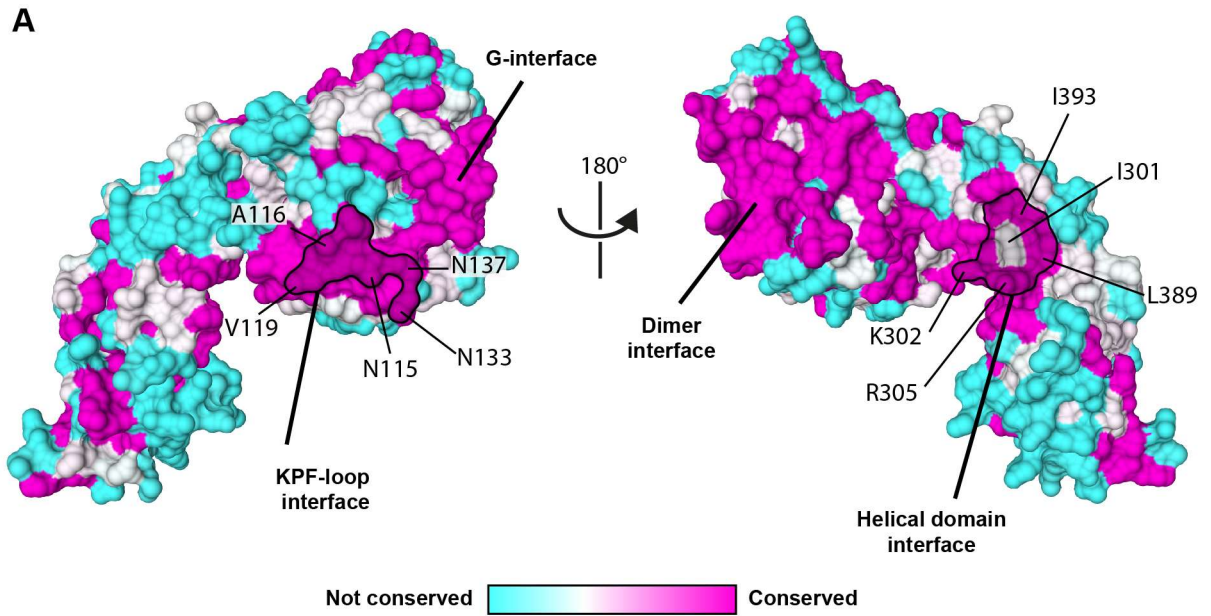 A
G-interface
A116
N137
V119
N115
N133
KPF-loop
interface
180°
I393
I301
L389
K302
R305
Dimer
interface
Helical domain
interface
Not conserved
Conserved